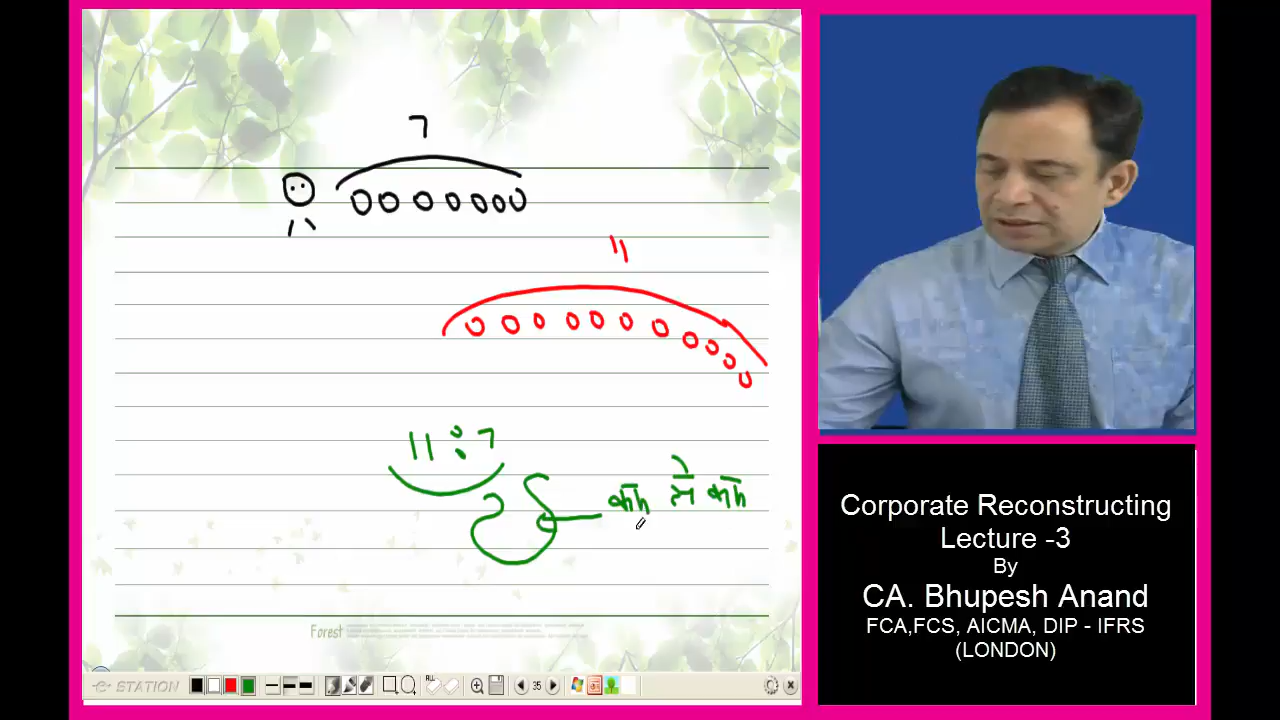 7
11
11 : 7
कम से कम
Forest
e-STATION
35
Corporate Reconstructing
Lecture -3
By
CA. Bhupesh Anand
FCA,FCS, AICMA, DIP - IFRS
(LONDON)